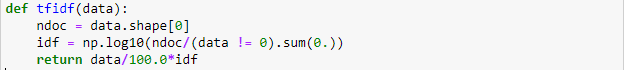 def tfidf(data):
    ndoc = data.shape[0]
    idf = np.log10(ndoc/(data != 0).sum(0.))
    return data/100.0*idf